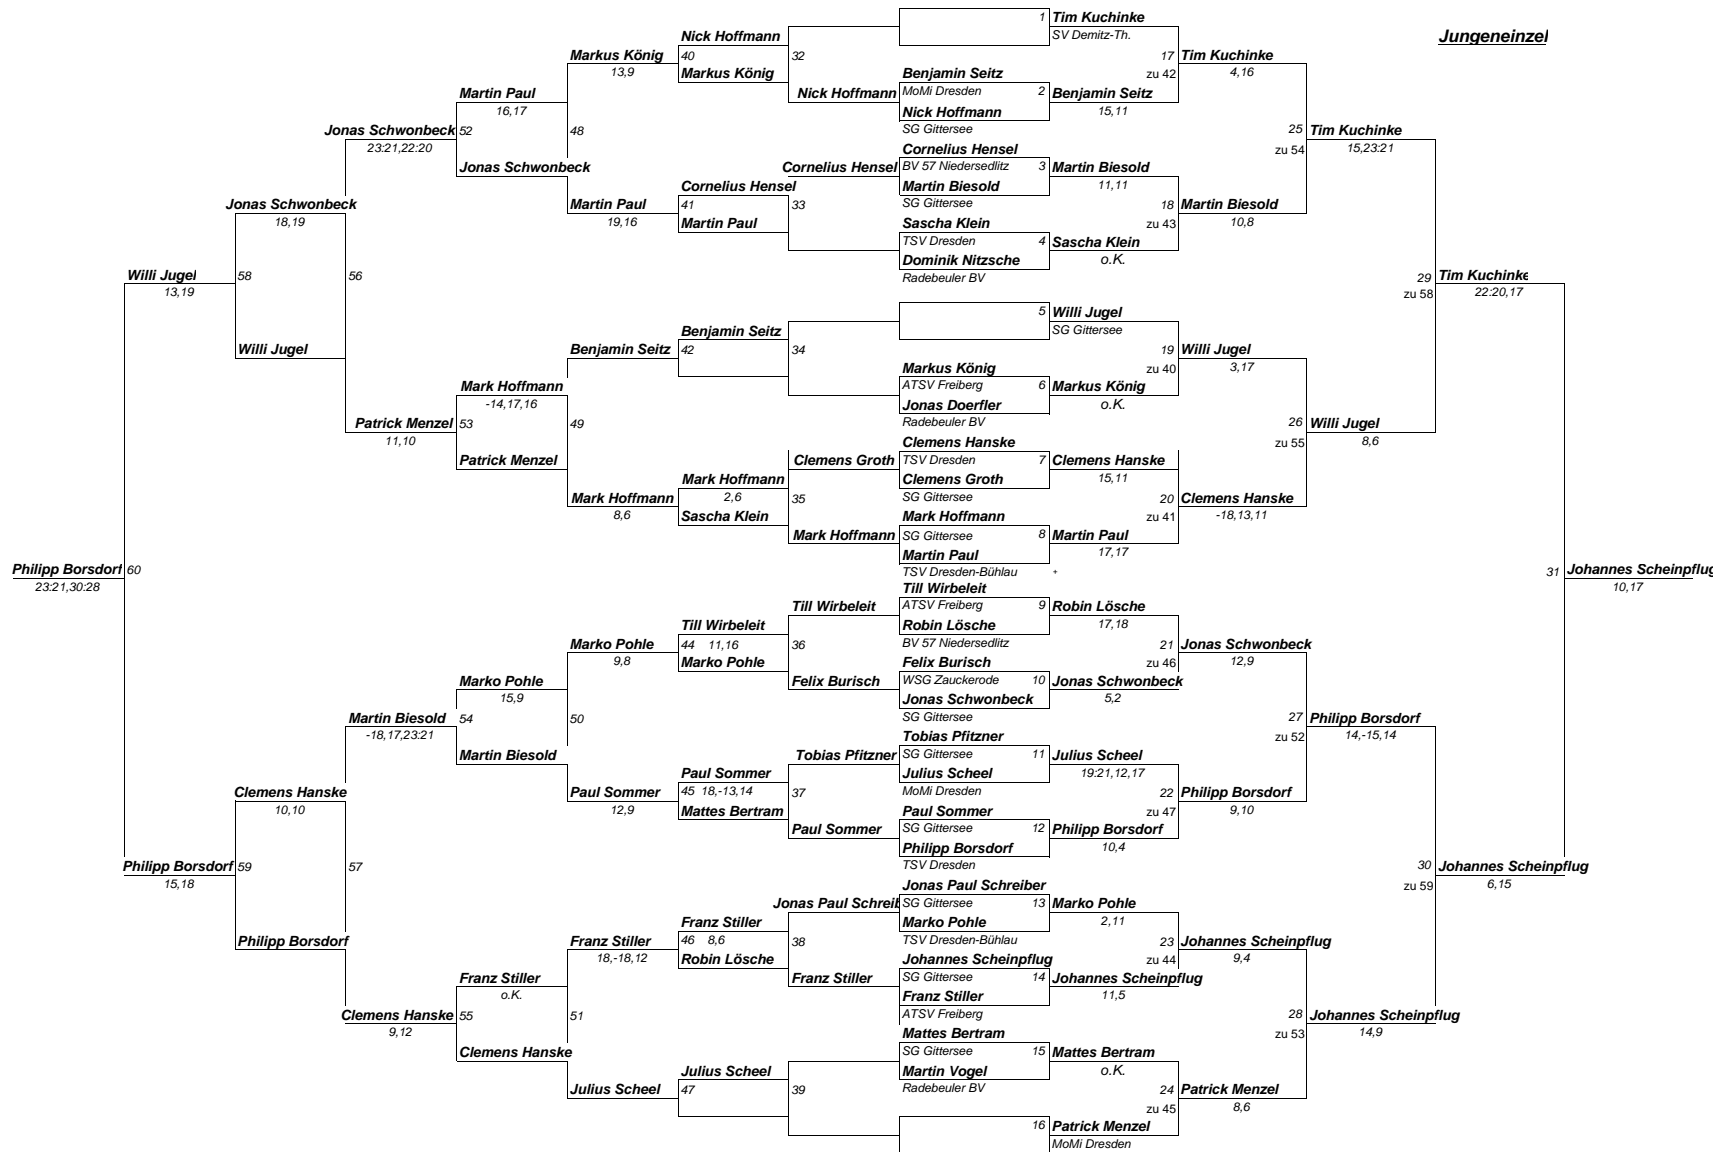 1 Tim Kuchinke
Nick Hoffmann
SV Demitz-Th.
Jungeneinzel
Markus König 40 32 17 Tim Kuchinke
13,9 Markus König zu 42 4,16
Benjamin Seitz
Martin Paul Nick Hoffmann MoMi Dresden 2 Benjamin Seitz
16,17 Nick Hoffmann 15,11
Jonas Schwonbeck 52 48 SG Gittersee 25 Tim Kuchinke
23:21,22:20 Cornelius Hensel zu 54 15,23:21
Jonas Schwonbeck Cornelius Hensel BV 57 Niedersedlitz 3 Martin Biesold
Cornelius Hensel Martin Biesold 11,11
Jonas Schwonbeck Martin Paul 41 33 SG Gittersee 18 Martin Biesold
18,19 19,16 Martin Paul Sascha Klein zu 43 10,8
TSV Dresden 4 Sascha Klein
Dominik Nitzsche o.K.
Willi Jugel 58 56 Radebeuler BV 29 Tim Kuchinke
13,19 zu 58 22:20,17
5 Willi Jugel
Benjamin Seitz SG Gittersee
Willi Jugel Benjamin Seitz 42 34 19 Willi Jugel
Markus König zu 40 3,17
Mark Hoffmann ATSV Freiberg 6 Markus König
-14,17,16 Jonas Doerfler o.K.
Patrick Menzel 53 49 Radebeuler BV 26 Willi Jugel
11,10 Clemens Hanske zu 55 8,6
Patrick Menzel Clemens Groth TSV Dresden 7 Clemens Hanske
Mark Hoffmann Clemens Groth 15,11
Mark Hoffmann 2,6 35 SG Gittersee 20 Clemens Hanske
8,6 Sascha Klein Mark Hoffmann zu 41 -18,13,11
Mark Hoffmann SG Gittersee 8 Martin Paul
Martin Paul 17,17
Philipp Borsdorf 60 TSV Dresden-Bühlau + 31 Johannes Scheinpflug
23:21,30:28 Till Wirbeleit 10,17
Till Wirbeleit ATSV Freiberg 9 Robin Lösche
Till Wirbeleit Robin Lösche 17,18
Marko Pohle 44 11,16 36 BV 57 Niedersedlitz 21 Jonas Schwonbeck
9,8 Marko Pohle Felix Burisch zu 46 12,9
Marko Pohle Felix Burisch WSG Zauckerode 10 Jonas Schwonbeck
15,9 Jonas Schwonbeck 5,2
Martin Biesold 54 50 SG Gittersee 27 Philipp Borsdorf
-18,17,23:21 Tobias Pfitzner zu 52 14,-15,14
Martin Biesold Tobias Pfitzner SG Gittersee 11 Julius Scheel
Paul Sommer Julius Scheel 19:21,12,17
Clemens Hanske Paul Sommer 45 18,-13,14 37 MoMi Dresden 22 Philipp Borsdorf
10,10 12,9 Mattes Bertram Paul Sommer zu 47 9,10
Paul Sommer SG Gittersee 12 Philipp Borsdorf
Philipp Borsdorf 10,4
Philipp Borsdorf 59 57 TSV Dresden 30 Johannes Scheinpflug
15,18 Jonas Paul Schreiber zu 59 6,15
Jonas Paul Schreib SG Gittersee 13 Marko Pohle
Franz Stiller Marko Pohle 2,11
Philipp Borsdorf Franz Stiller 46 8,6 38 TSV Dresden-Bühlau 23 Johannes Scheinpflug
18,-18,12 Robin Lösche Johannes Scheinpflug zu 44 9,4
Franz Stiller Franz Stiller SG Gittersee 14 Johannes Scheinpflug
o.K. Franz Stiller 11,5
Clemens Hanske 55 51 ATSV Freiberg 28 Johannes Scheinpflug
9,12 Mattes Bertram zu 53 14,9
Clemens Hanske SG Gittersee 15 Mattes Bertram
Julius Scheel Martin Vogel o.K.
Julius Scheel 47 39 Radebeuler BV 24 Patrick Menzel
zu 45 8,6
16 Patrick Menzel
MoMi Dresden